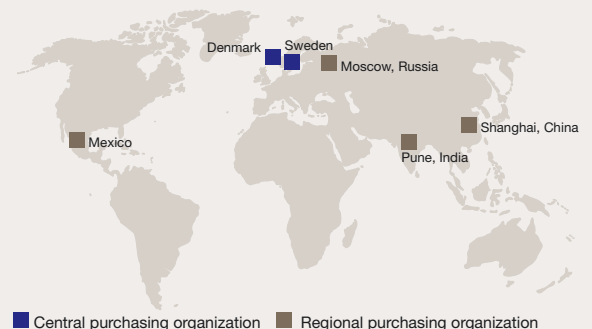 Denmark
Sweden
Moscow, Russia
Mexico
Shanghai, China
Pune, India
Central purchasing organization
Regional purchasing organization